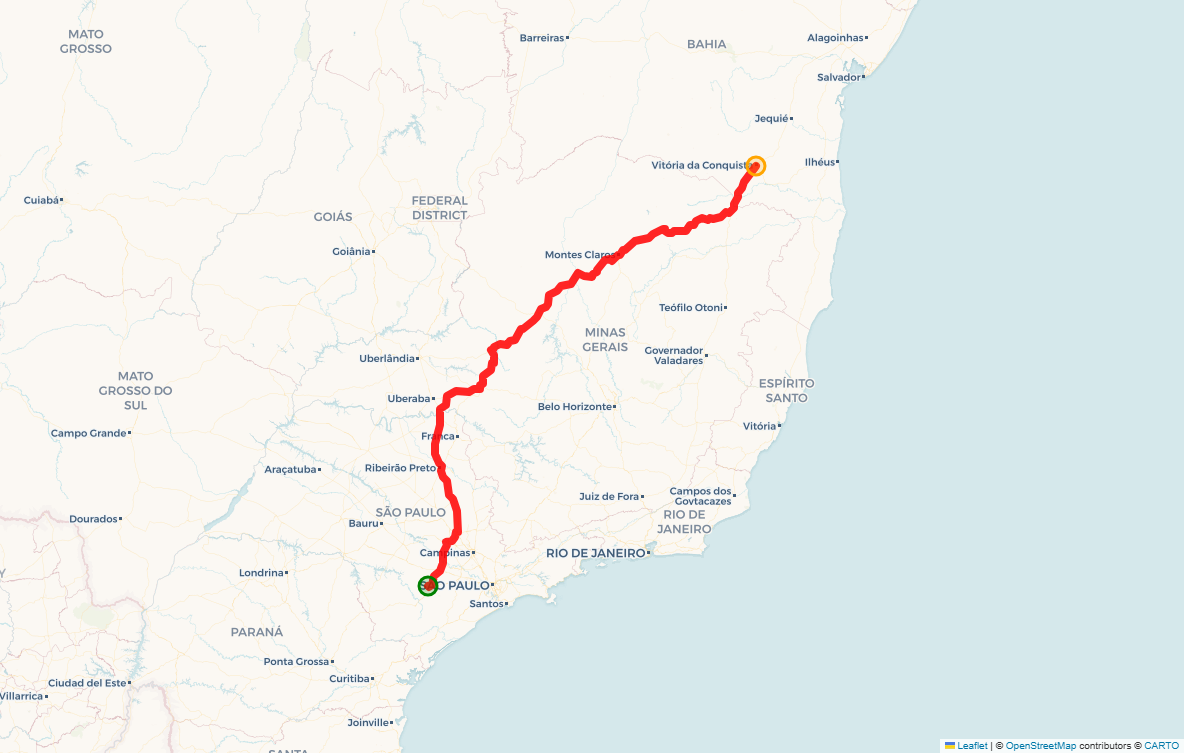 MATO
GROSSO
Barreiras
BAHIA
Alagoinhas
Salvador
Jequié
Vitória da Conquista
Ilhéus
Cuiabá
GOIÁS
FEDERAL
DISTRICT
Goiânia
Montes Claros
Teófilo Otoni
MINAS
GERAIS
Uberlândia
Governador
Valadares
MATO
GROSSO DO
SUL
ESPÍRITO
SANTO
Uberaba
Belo Horizonte
Vitória
Campo Grande
Franca
Araçatuba
Ribeirão Preto
Juiz de Fora
Campos dos
Govtacazes
RIO DE
JANEIRO
SÃO PAULO
Dourados
Bauru
Campinas
RIO DE JANEIRO
Y
Londrina
SÃO PAULO
Santos
PARANÁ
Ponta Grossa
Curitiba
Ciudad del Este
Villarrica
Joinville
SANTA
Leaflet | © OpenStreetMap contributors © CARTO